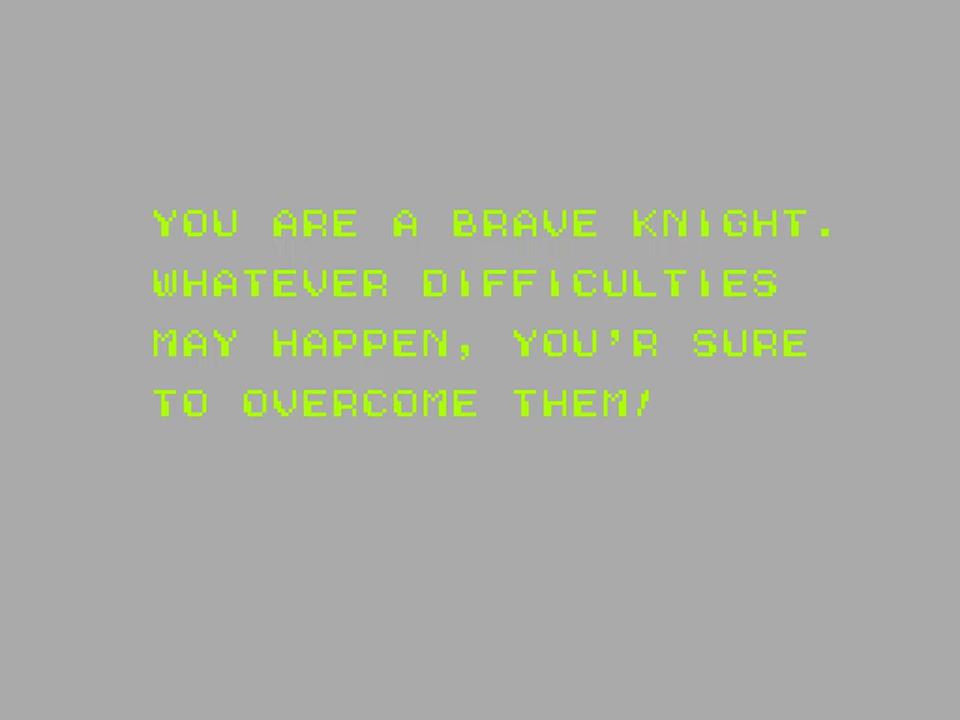 YOU ARE A BRAVE KNIGHT.
WHATEVER DIFFICULTIES
MAY HAPPEN, YOU'R SURE
TO OVERCOME THEM!